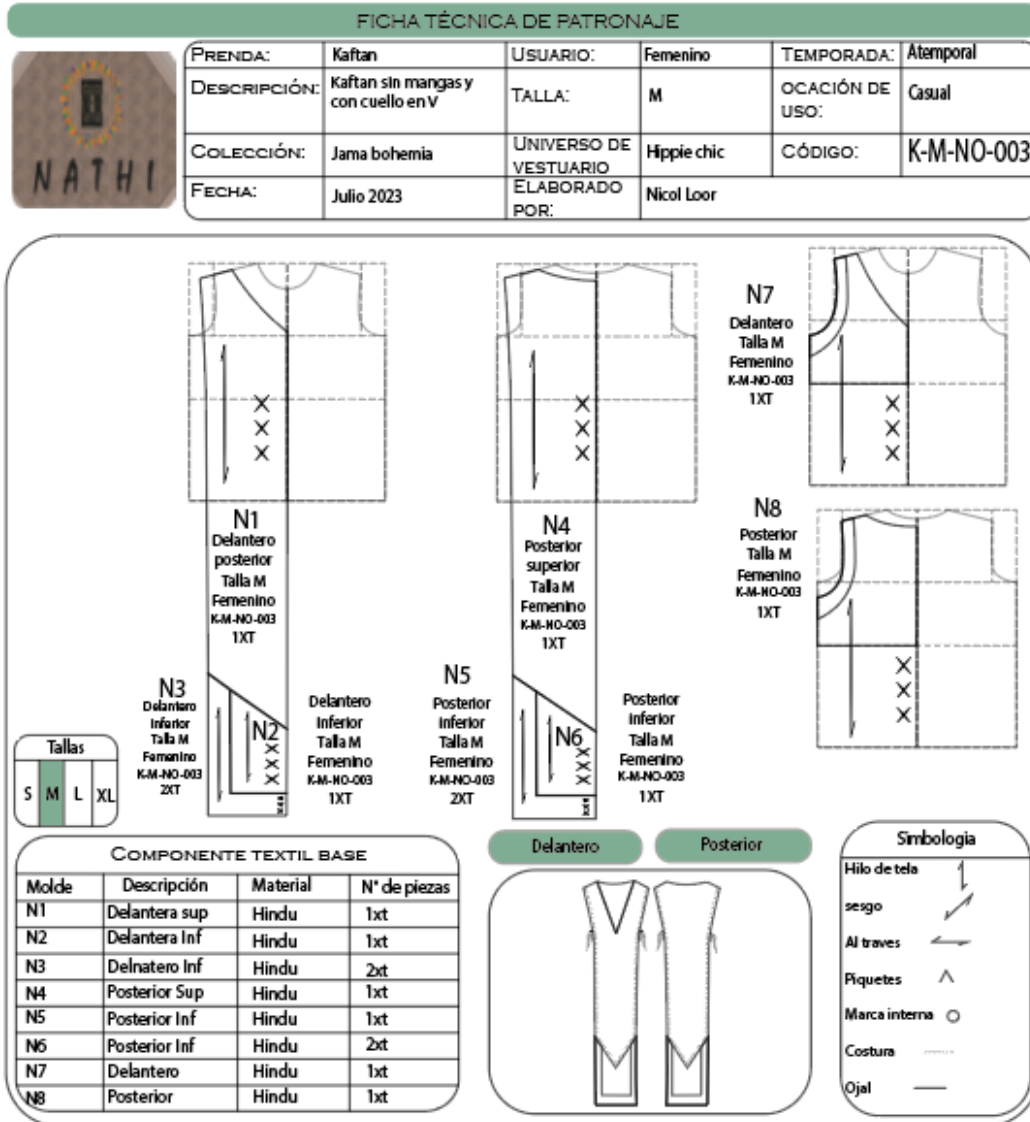 FICHA TÉCNICA DE PATRONAJE
NATHI
PRENDA: Kaftan USUARIO: Femenino TEMPORADA: Atemporal
DESCRIPCIÓN: Kaftan sin mangas y con cuello en V TALLA: M OCACIÓN DE USO: Casual
COLECCIÓN: Jama bohemia UNIVERSO DE VESTUARIO Hippie chic CÓDIGO: K-M-NO-003
FECHA: Julio 2023 ELABORADO POR: Nicol Loor
N1
Delantero
posterior
Talla M
Femenino
K-M-NO-003
1XT
N4
Posterior
superior
Talla M
Femenino
K-M-NO-003
1XT
N7
Delantero
Talla M
Femenino
K-M-NO-003
1XT
N8
Posterior
Talla M
Femenino
K-M-NO-003
1XT
N3
Delantero
Inferior
Talla M
Femenino
K-M-NO-003
2XT
N2
Delantero
Inferior
Talla M
Femenino
K-M-NO-003
1XT
N5
Posterior
Inferior
Talla M
Femenino
K-M-NO-003
2XT
N6
Posterior
Inferior
Talla M
Femenino
K-M-NO-003
1XT
Tallas
S M L XL
COMPONENTE TEXTIL BASE
Molde Descripción Material N° de piezas
N1 Delantera sup Hindu 1xt
N2 Delantera Inf Hindu 1xt
N3 Delnatero Inf Hindu 2xt
N4 Posterior Sup Hindu 1xt
N5 Posterior Inf Hindu 1xt
N6 Posterior Inf Hindu 2xt
N7 Delantero Hindu 1xt
N8 Posterior Hindu 1xt
Delantero
Posterior
Simbologia
Hilo de tela
sesgo
Al traves
Piquetes
Marca interna
Costura
Ojal